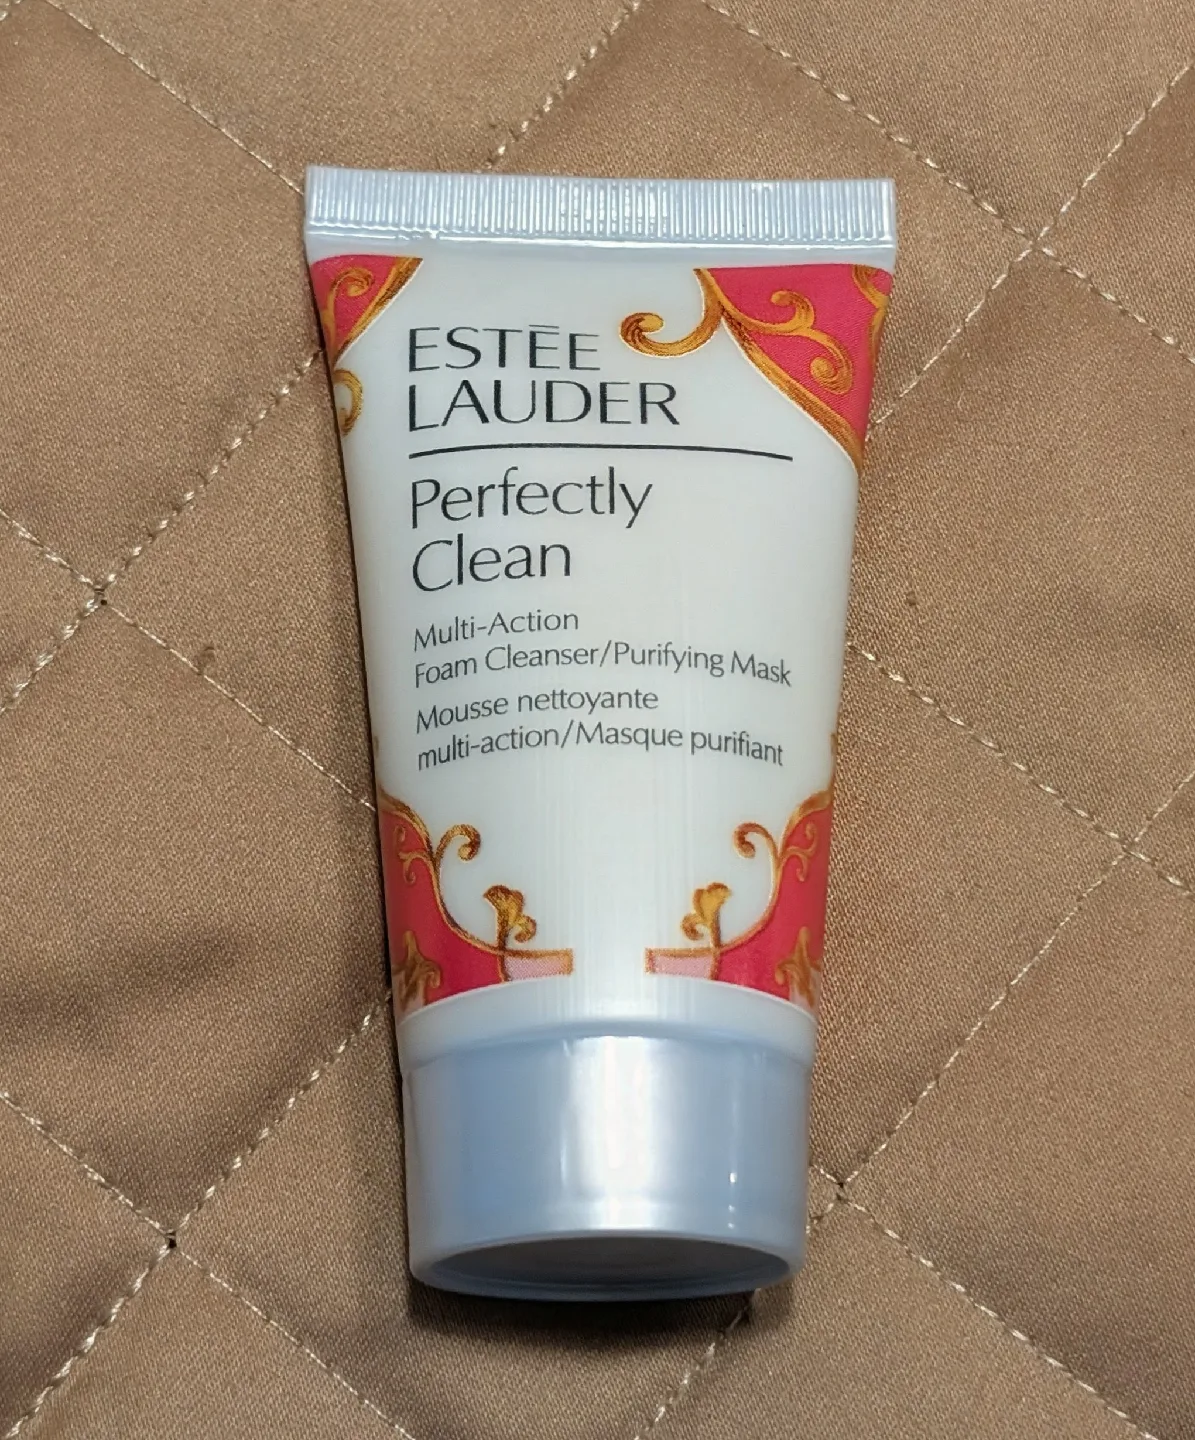 ESTĒE
LAUDER
Perfectly
Clean
Multi-Action
Foam Cleanser/Purifying Mask
Mousse nettoyante
multi-action/Masque purifiant